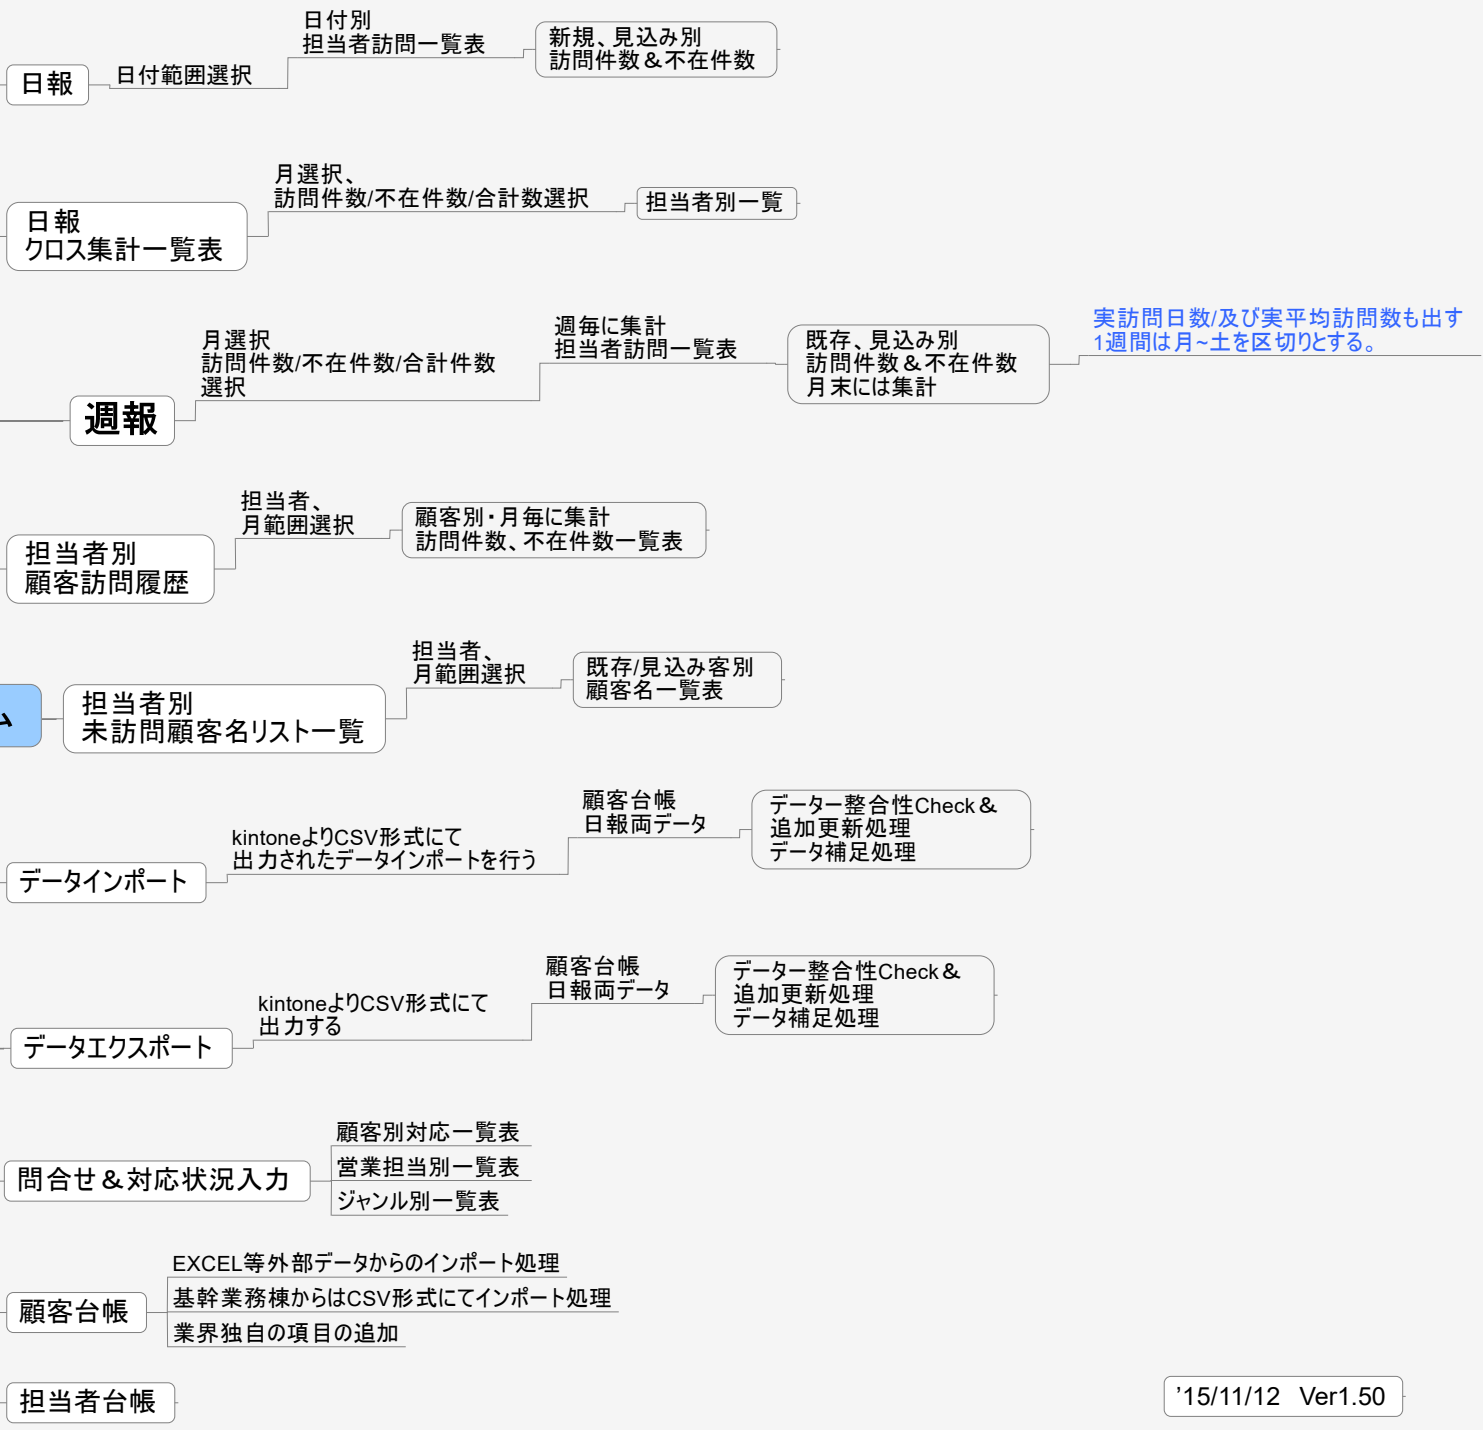 日報
日付範囲選択
日付別
担当者訪問一覧表
新規、見込み別
訪問件数＆不在件数
日報
クロス集計一覧表
月選択、
訪問件数/不在件数/合計数選択
担当者別一覧
週報
月選択
訪問件数/不在件数/合計件数
選択
週毎に集計
担当者訪問一覧表
既存、見込み別
訪問件数＆不在件数
月末には集計
実訪問日数/及び実平均訪問数も出す
1週間は月~土を区切りとする。
担当者別
顧客訪問履歴
担当者、
月範囲選択
顧客別・月毎に集計
訪問件数、不在件数一覧表
ム
担当者別
未訪問顧客名リスト一覧
担当者、
月範囲選択
既存/見込み客別
顧客名一覧表
データインポート
kintoneよりCSV形式にて
出力されたデータインポートを行う
顧客台帳
日報両データ
データー整合性Check＆
追加更新処理
データ補足処理
データエクスポート
kintoneよりCSV形式にて
出力する
顧客台帳
日報両データ
データー整合性Check＆
追加更新処理
データ補足処理
問合せ＆対応状況入力
顧客別対応一覧表
営業担当別一覧表
ジャンル別一覧表
顧客台帳
EXCEL等外部データからのインポート処理
基幹業務棟からはCSV形式にてインポート処理
業界独自の項目の追加
担当者台帳
’15/11/12　Ver1.50